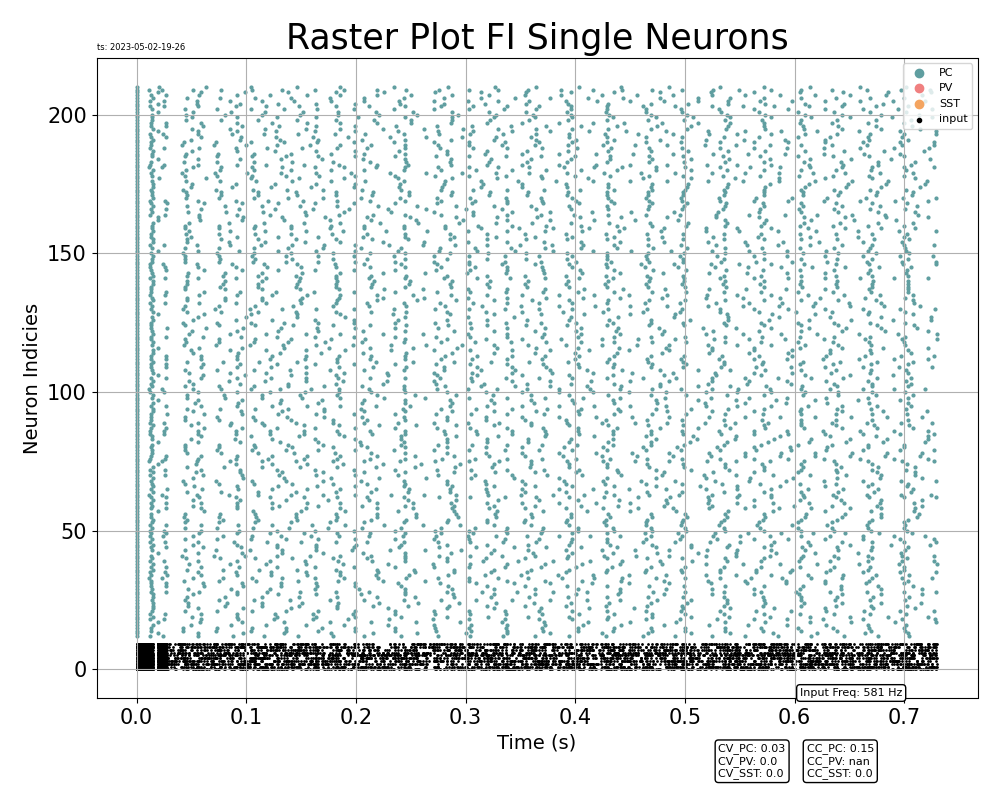 Raster Plot FI Single Neurons
ts: 2023-05-02-19-26
PC
PV
SST
input
200
150
100
50
0
Neuron Indicies
0.0 0.1 0.2 0.3 0.4 0.5 0.6 0.7
Time (s)
Input Freq: 581 Hz
CV_PC: 0.03
CV_PV: 0.0
CV_SST: 0.0
CC_PC: 0.15
CC_PV: nan
CC_SST: 0.0